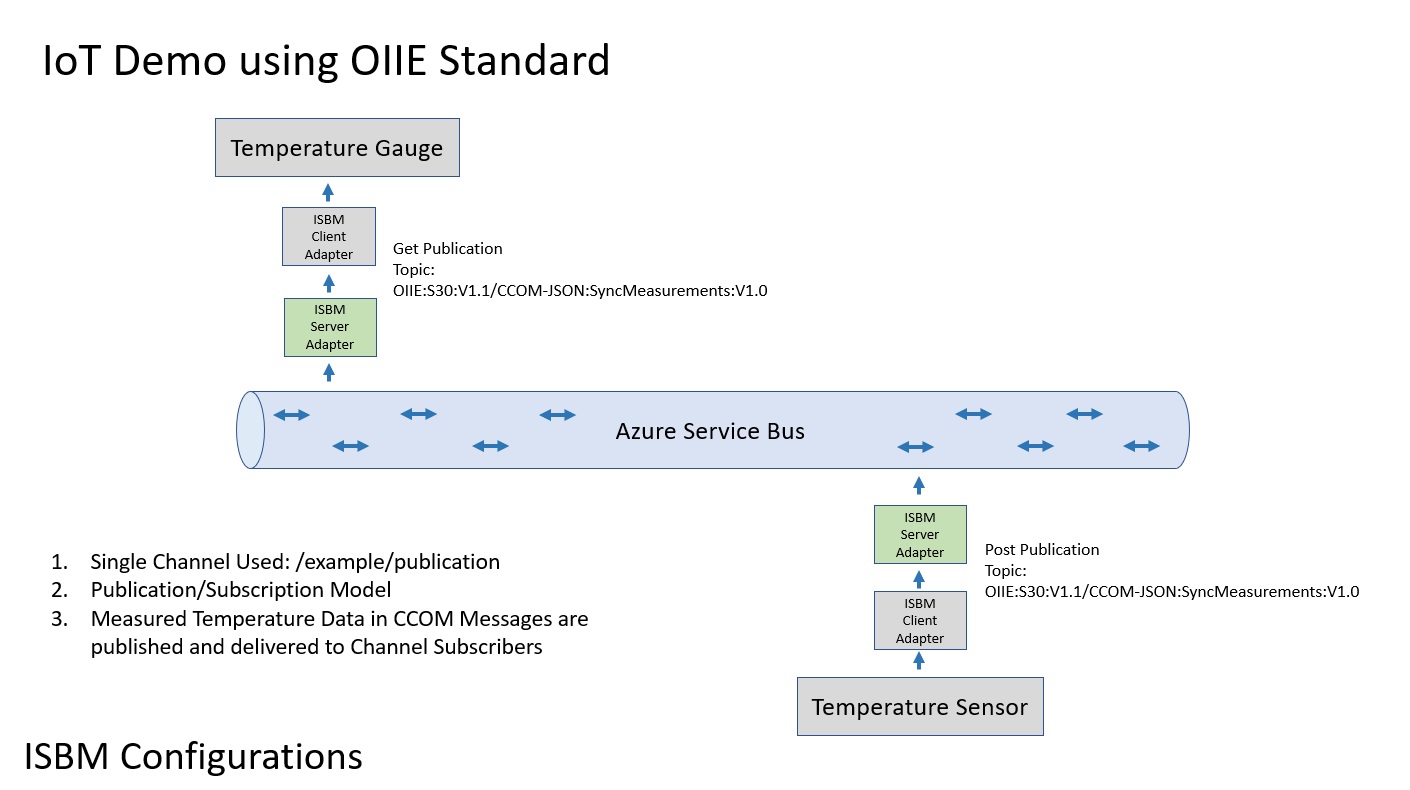 IoT Demo using OIIE Standard
Temperature Gauge
ISBM
Client
Adapter
Get Publication
Topic:
OIIE:S30:V1.1/CCOM-JSON:SyncMeasurements:V1.0
ISBM
Server
Adapter
Azure Service Bus
ISBM
Server
Adapter
Post Publication
Topic:
OIIE:S30:V1.1/CCOM-JSON:SyncMeasurements:V1.0
ISBM
Client
Adapter
Temperature Sensor
1. Single Channel Used: /example/publication
2. Publication/Subscription Model
3. Measured Temperature Data in CCOM Messages are
published and delivered to Channel Subscribers
ISBM Configurations